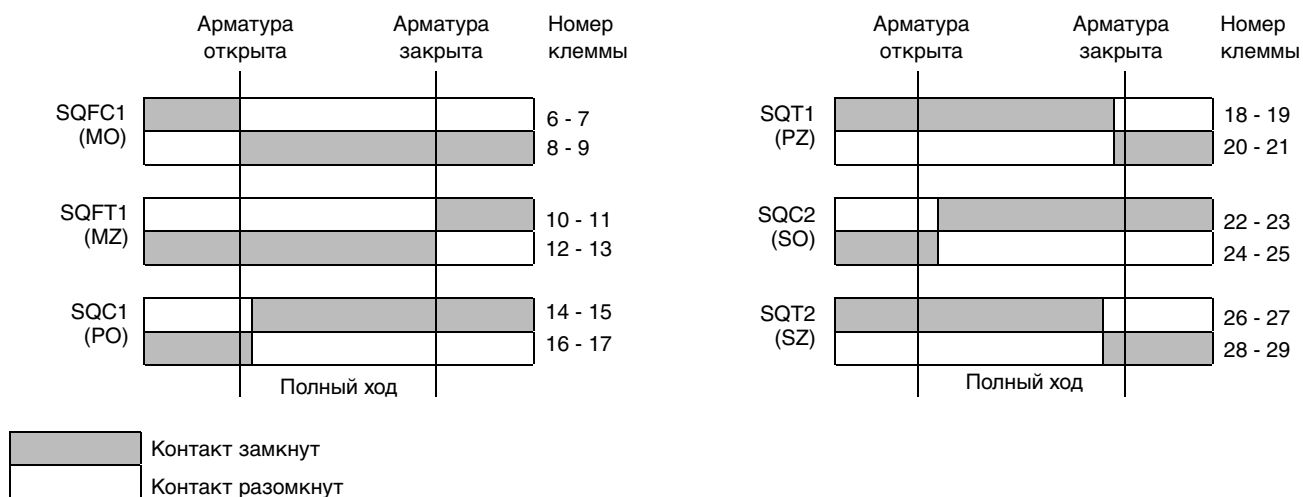 Арматура
открыта
Арматура
закрыта
Номер
клеммы
SQFC1
(MO)
6 - 7
8 - 9
SQFT1
(MZ)
10 - 11
12 - 13
SQC1
(PO)
14 - 15
16 - 17
Полный ход
Арматура
открыта
Арматура
закрыта
Номер
клеммы
SQT1
(PZ)
18 - 19
20 - 21
SQC2
(SO)
22 - 23
24 - 25
SQT2
(SZ)
26 - 27
28 - 29
Полный ход
Контакт замкнут
Контакт разомкнут